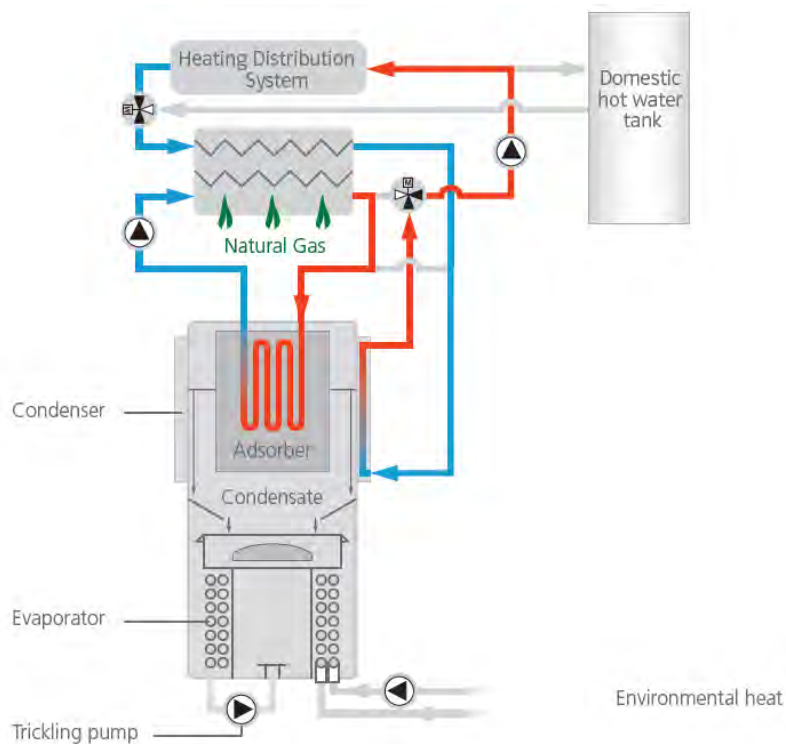 Heating Distribution
System
Domestic
hot water
tank
M
M
Natural Gas
Condenser
Adsorber
Condensate
Evaporator
Environmental heat
Trickling pump